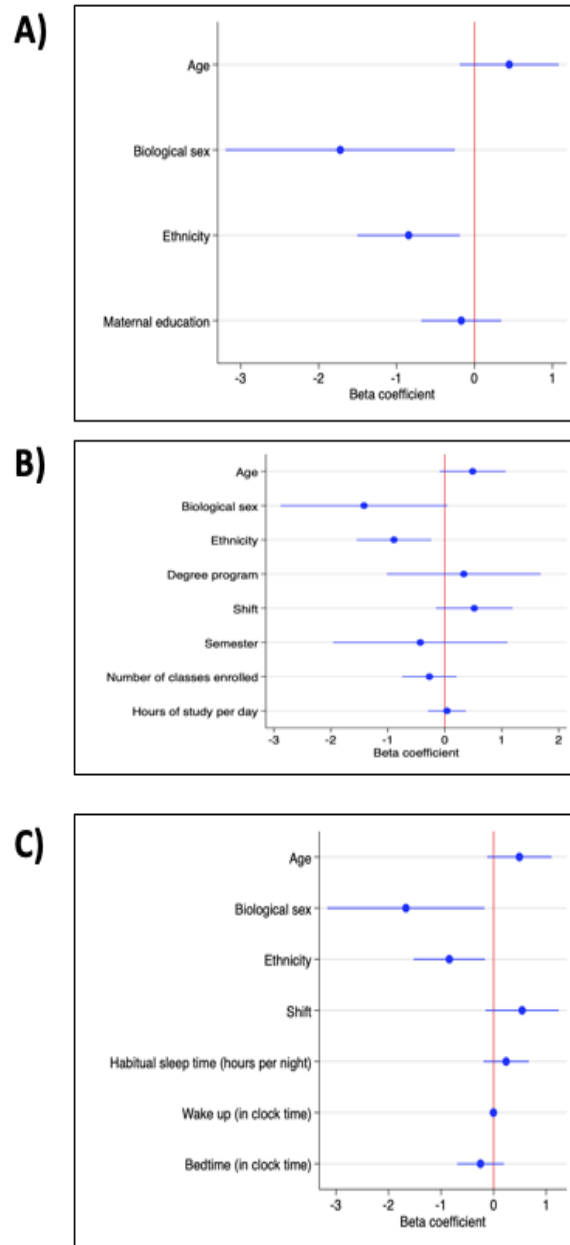 A)
Age
Biological sex
Ethnicity
Maternal education
-3 -2 -1 0 1
Beta coefficient
B)
Age
Biological sex
Ethnicity
Degree program
Shift
Semester
Number of classes enrolled
Hours of study per day
-3 -2 -1 0 1 2
Beta coefficient
C)
Age
Biological sex
Ethnicity
Shift
Habitual sleep time (hours per night)
Wake up (in clock time)
Bedtime (in clock time)
-3 -2 -1 0 1
Beta coefficient